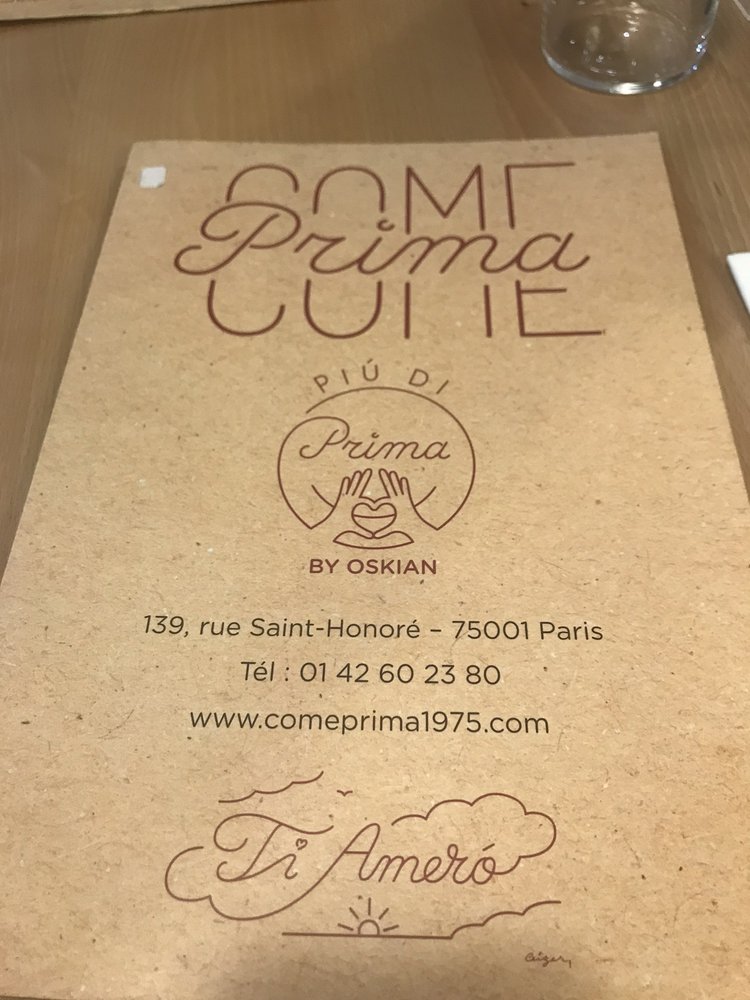 COME
Prima
COME
PIÚ DI
Prima
BY OSKIAN
139, rue Saint-Honoré – 75001 Paris
Tél : 01 42 60 23 80
www.comeprima1975.com
Ti Ameró